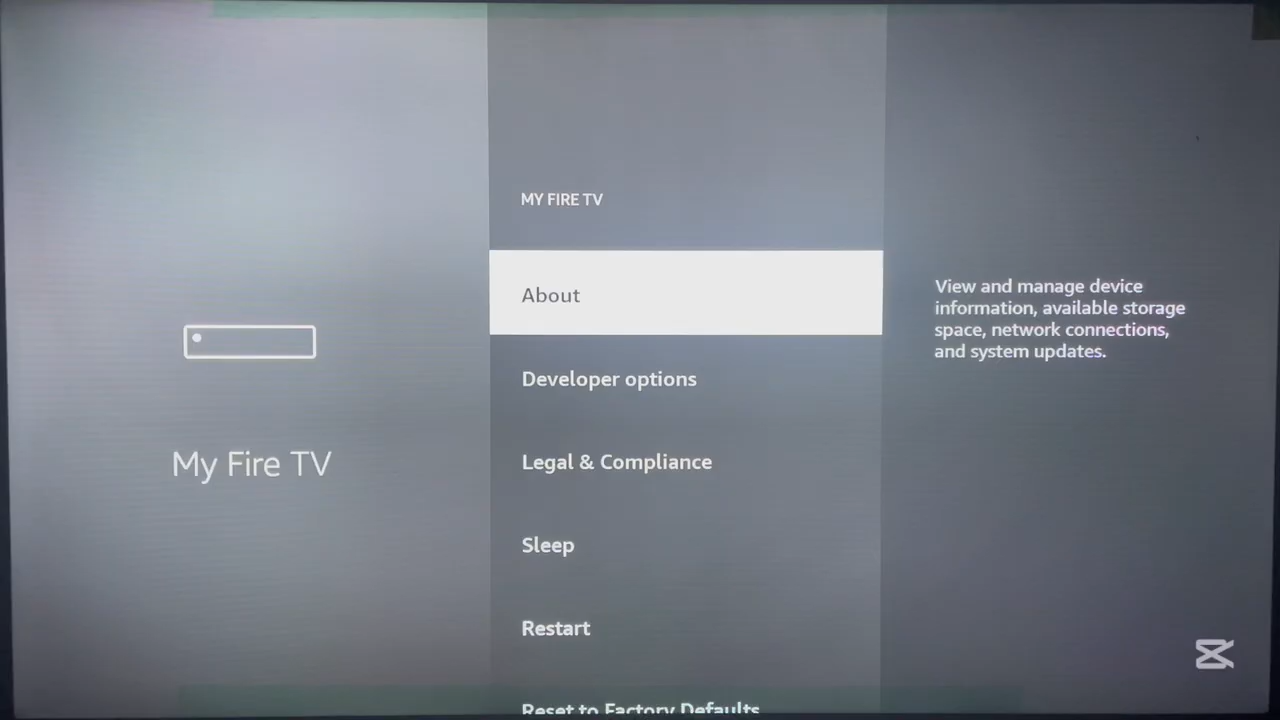 MY FIRE TV
About
Developer options
Legal & Compliance
Sleep
Restart
Reset to Factory Defaults
My Fire TV
View and manage device
information, available storage
space, network connections,
and system updates.